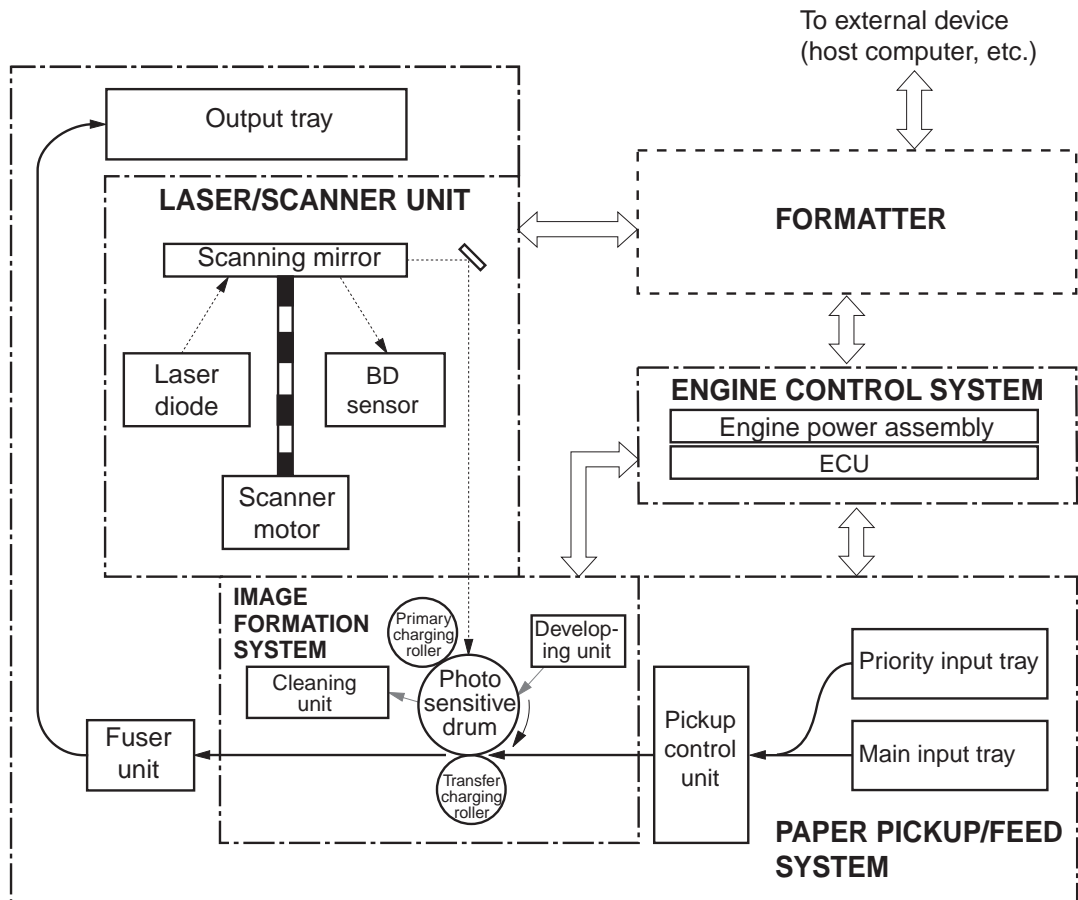 To external device
(host computer, etc.)
Output tray
LASER/SCANNER UNIT
Scanning mirror
Laser
diode
BD
sensor
Scanner
motor
FORMATTER
ENGINE CONTROL SYSTEM
Engine power assembly
ECU
IMAGE
FORMATION
SYSTEM
Primary
charging
roller
Develop-
ing unit
Cleaning
unit
Photo
sensitive
drum
Transfer
charging
roller
Fuser
unit
Pickup
control
unit
Priority input tray
Main input tray
PAPER PICKUP/FEED
SYSTEM